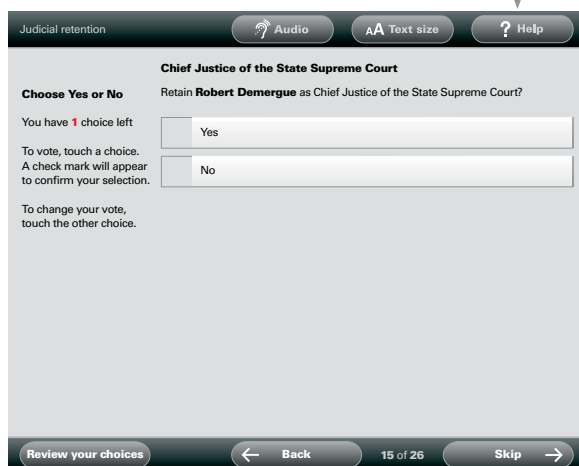 Judicial retention
Audio
AA Text size
? Help
Chief Justice of the State Supreme Court
Choose Yes or No
Retain Robert Demergue as Chief Justice of the State Supreme Court?
You have 1 choice left
Yes
To vote, touch a choice.
A check mark will appear
to confirm your selection.
No
To change your vote,
touch the other choice.
Review your choices
← Back
15 of 26
Skip →